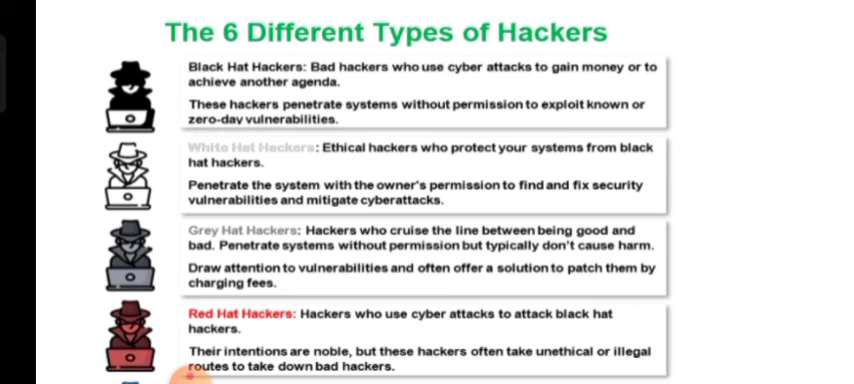 The 6 Different Types of Hackers
Black Hat Hackers: Bad hackers who use cyber attacks to gain money or to
achieve another agenda.
These hackers penetrate systems without permission to exploit known or
zero-day vulnerabilities.
White Hat Hackers: Ethical hackers who protect your systems from black
hat hackers.
Penetrate the system with the owner's permission to find and fix security
vulnerabilities and mitigate cyberattacks.
Grey Hat Hackers: Hackers who cruise the line between being good and
bad. Penetrate systems without permission but typically don't cause harm.
Draw attention to vulnerabilities and often offer a solution to patch them by
charging fees.
Red Hat Hackers: Hackers who use cyber attacks to attack black hat
hackers.
Their intentions are noble, but these hackers often take unethical or illegal
routes to take down bad hackers.